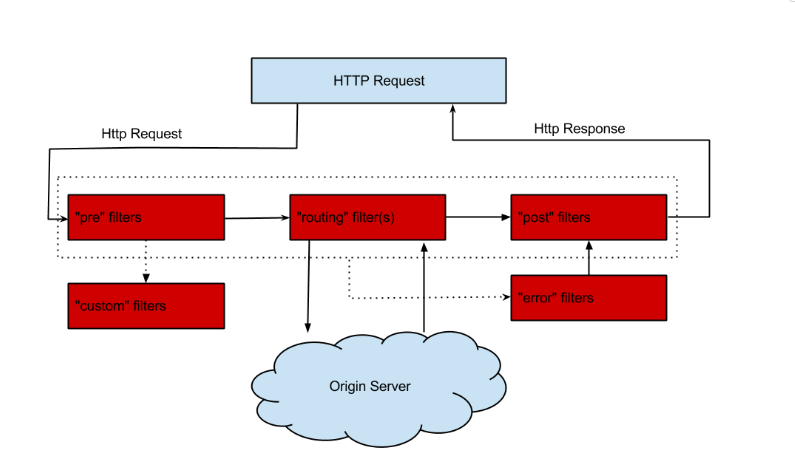 HTTP Request
Http Request
Http Response
"pre" filters
"routing" filter(s)
"post" filters
"custom" filters
"error" filters
Origin Server